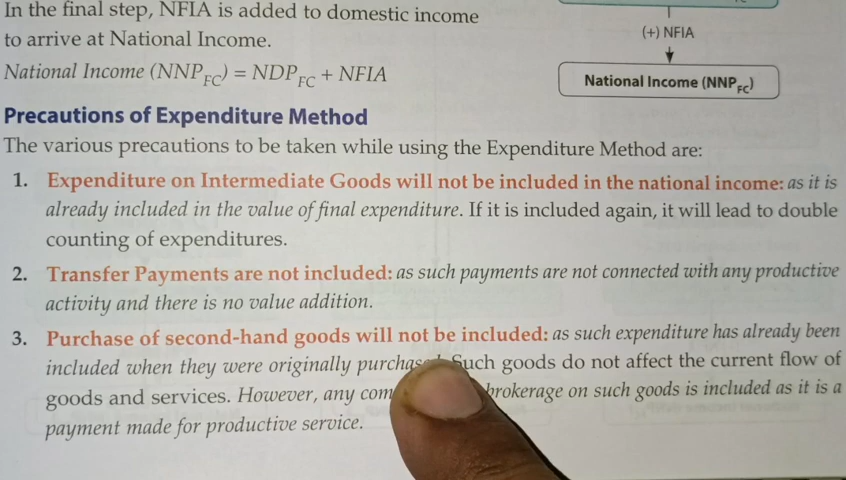 In the final step, NFIA is added to domestic income
to arrive at National Income.
National Income (NNP_FC) = NDP_FC + NFIA
(+) NFIA
National Income (NNP_FC)
Precautions of Expenditure Method
The various precautions to be taken while using the Expenditure Method are:
1. Expenditure on Intermediate Goods will not be included in the national income: as it is
already included in the value of final expenditure. If it is included again, it will lead to double
counting of expenditures.
2. Transfer Payments are not included: as such payments are not connected with any productive
activity and there is no value addition.
3. Purchase of second-hand goods will not be included: as such expenditure has already been
included when they were originally Such goods do not affect the current flow of
goods and services. However, any brokerage on such goods is included as it is a
payment made for productive service.